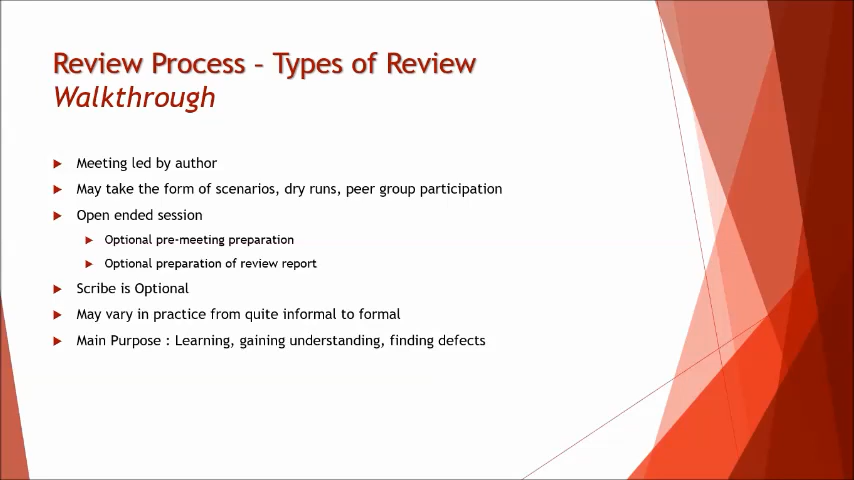 Review Process – Types of Review
Walkthrough
Meeting led by author
May take the form of scenarios, dry runs, peer group participation
Open ended session
Optional pre-meeting preparation
Optional preparation of review report
Scribe is Optional
May vary in practice from quite informal to formal
Main Purpose : Learning, gaining understanding, finding defects